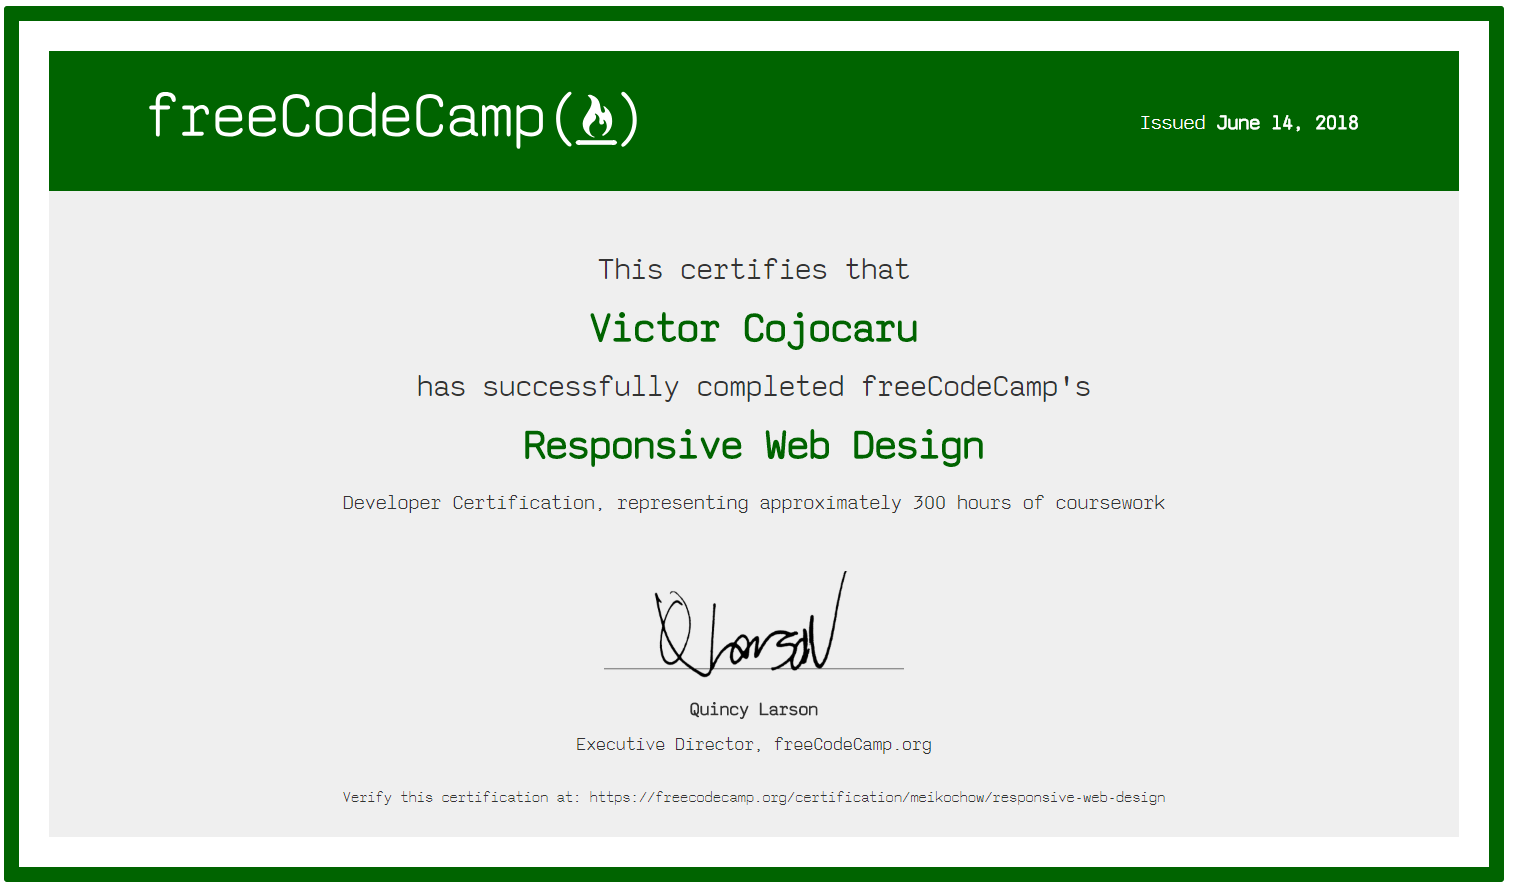 freeCodeCamp(🔥)
Issued June 14, 2018
This certifies that
Victor Cojocaru
has successfully completed freeCodeCamp's
Responsive Web Design
Developer Certification, representing approximately 300 hours of coursework
Q Larson
Quincy Larson
Executive Director, freeCodeCamp.org
Verify this certification at: https://freecodecamp.org/certification/meikochow/responsive-web-design